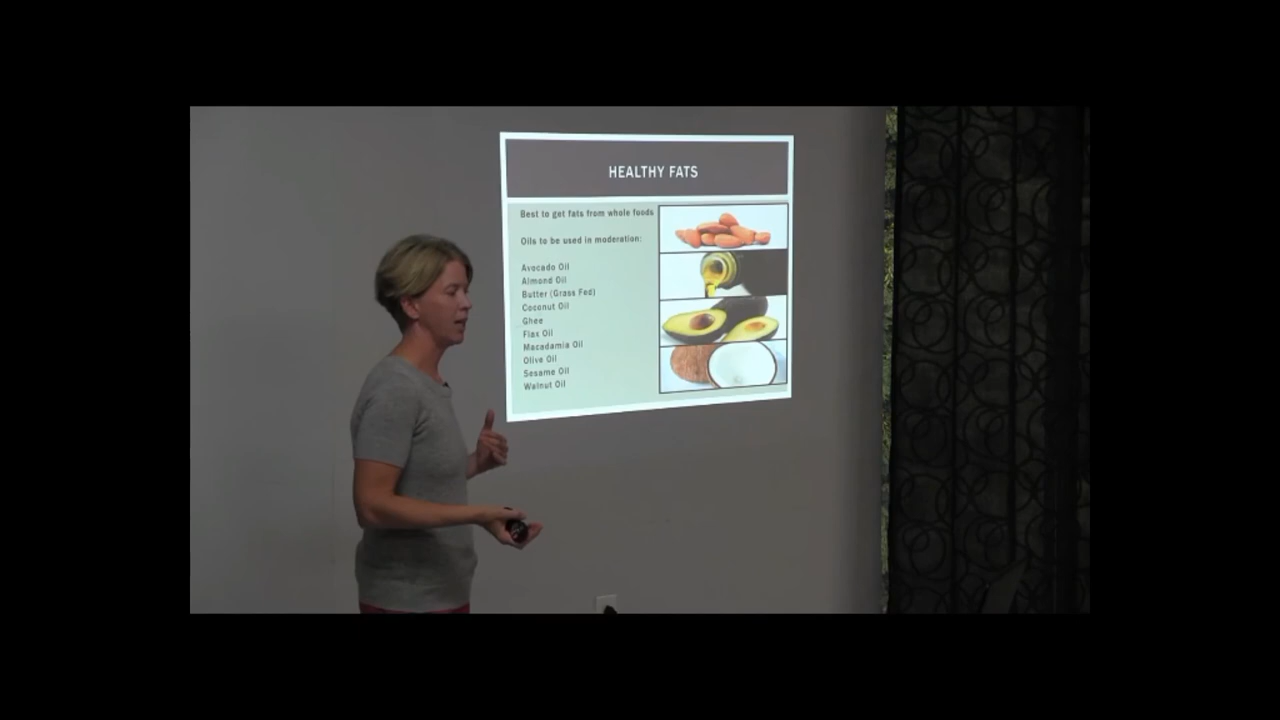 HEALTHY FATS
Best to get fats from whole foods
Oils to be used in moderation:
Avocado Oil
Almond Oil
Butter (Grass Fed)
Coconut Oil
Ghee
Flax Oil
Macadamia Oil
Olive Oil
Sesame Oil
Walnut Oil